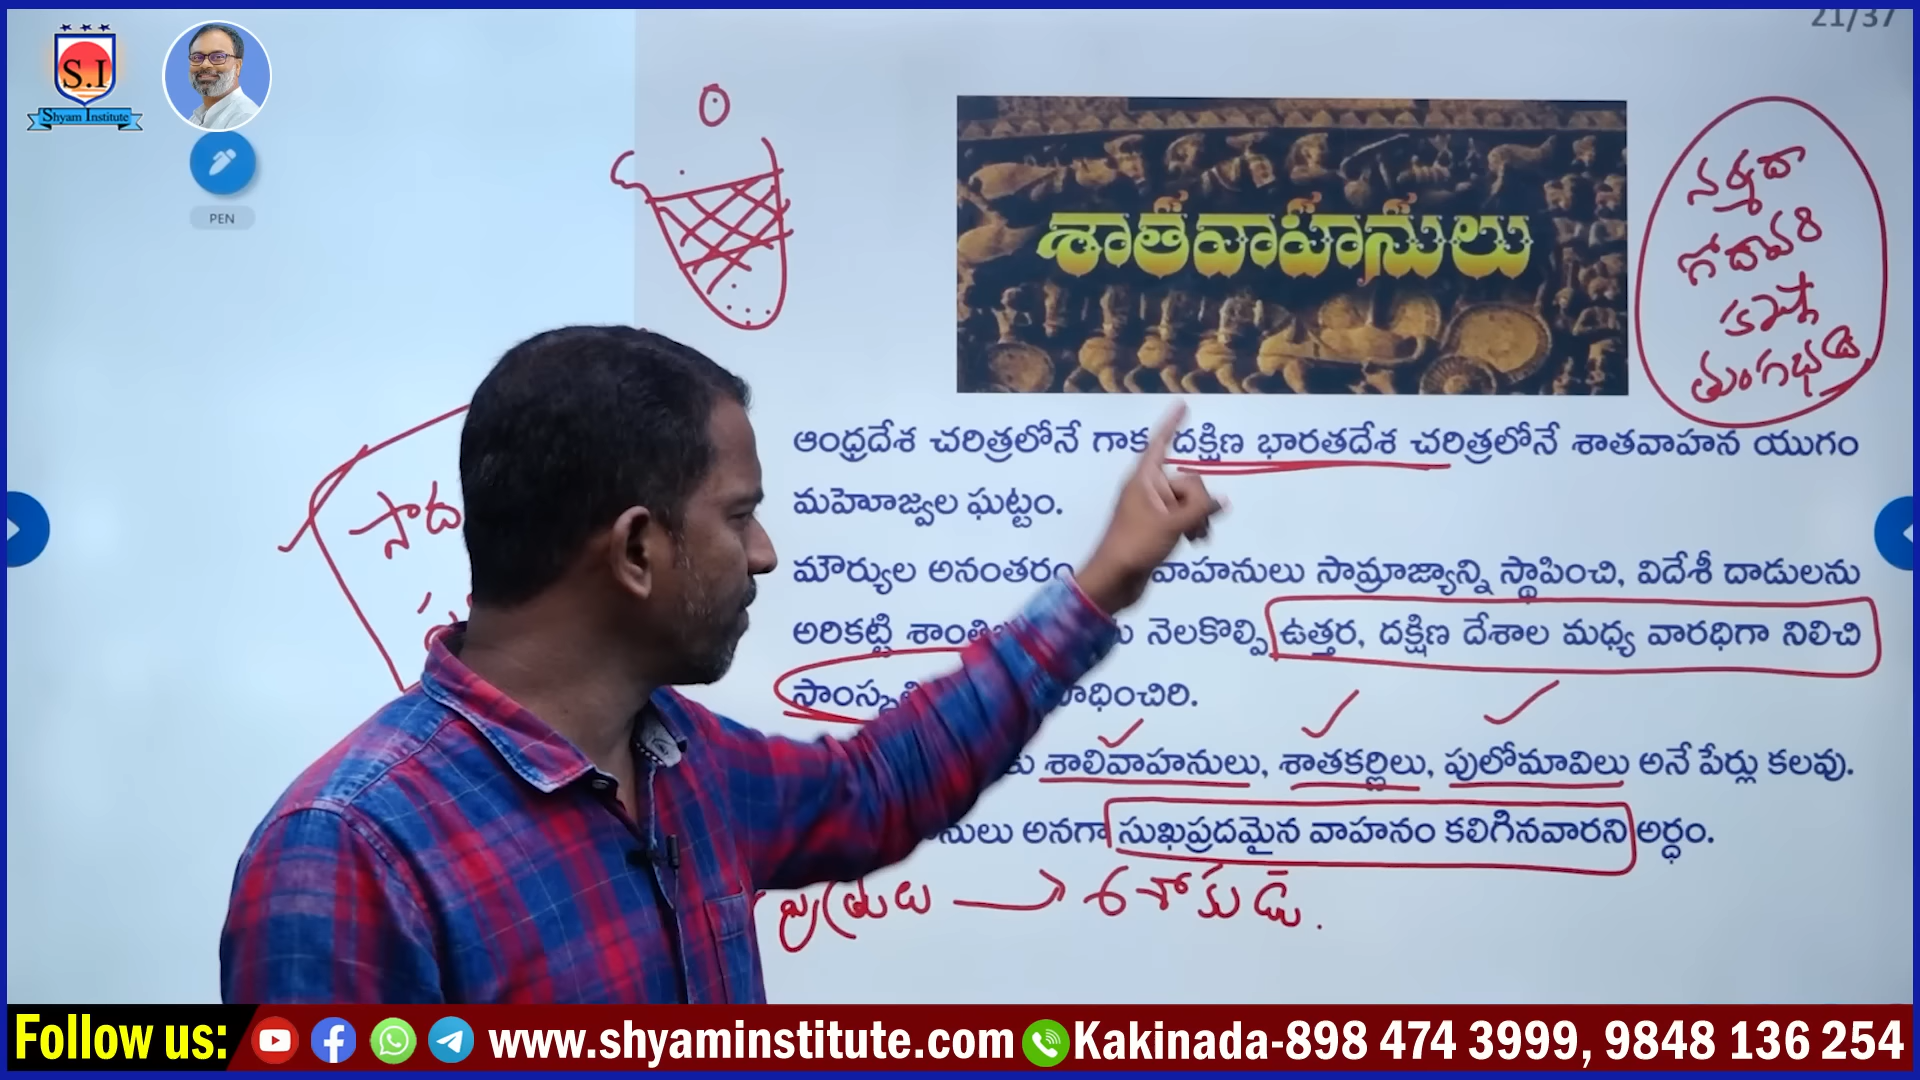 21/37
S.I
Shyam Institute
PEN
శాతవాహనులు
నర్మదా
గోదావరి
కృష్ణా
తుంగభద్ర
ఆంధ్రదేశ చరిత్రలోనే గాక దక్షిణ భారతదేశ చరిత్రలోనే శాతవాహన యుగం
మహోజ్వల ఘట్టం.
మౌర్యుల అనంతరం వాహనులు సామ్రాజ్యాన్ని స్థాపించి, విదేశీ దాడులను
అరికట్టి నెలకొల్పి ఉత్తర, దక్షిణ దేశాల మధ్య వారధిగా నిలిచి
సాధించిరి.
కు శాలివాహనులు, శాతకర్ణిలు, పులోమావిలు అనే పేర్లు కలవు.
నులు అనగా సుఖప్రదమైన వాహనం కలిగినవారని అర్ధం.
Follow us: www.shyaminstitute.com Kakinada-898 474 3999, 9848 136 254